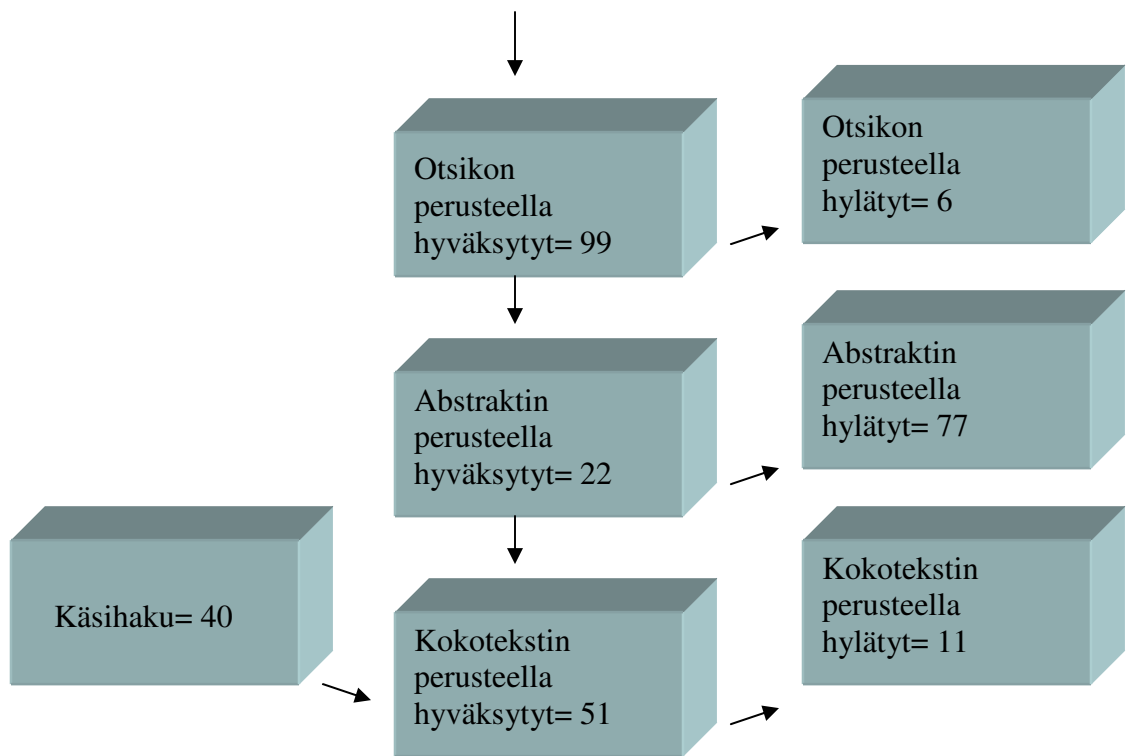 Otsikon
perusteella
hyväksytyt= 99
Otsikon
perusteella
hylätyt= 6
Abstraktin
perusteella
hyväksytyt= 22
Abstraktin
perusteella
hylätyt= 77
Käsihaku= 40
Kokotekstin
perusteella
hyväksytyt= 51
Kokotekstin
perusteella
hylätyt= 11